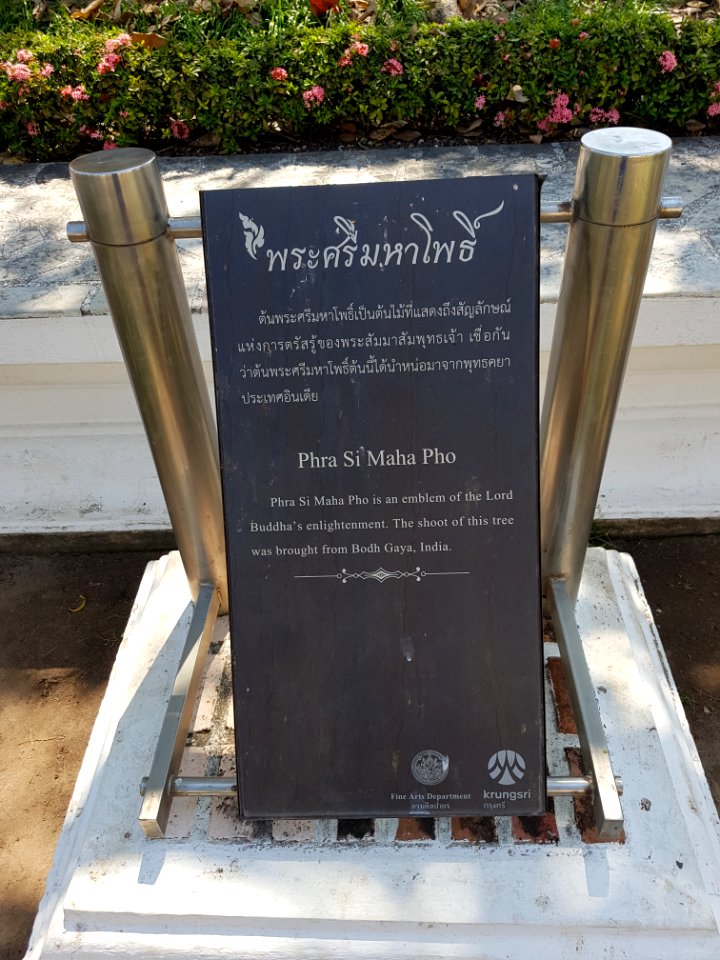 พระศรีมหาโพธิ์
ต้นพระศรีมหาโพธิ์เป็นต้นไม้ที่แสดงถึงสัญลักษณ์
แห่งการตรัสรู้ของพระสัมมาสัมพุทธเจ้า เชื่อกัน
ว่าต้นพระศรีมหาโพธิ์ต้นนี้ได้นำหน่อมาจากพุทธคยา
ประเทศอินเดีย
Phra Si Maha Pho
Phra Si Maha Pho is an emblem of the Lord
Buddha's enlightenment. The shoot of this tree
was brought from Bodh Gaya, India.
Fine Arts Department
กรมศิลปากร
krungsri
กรุงศรี